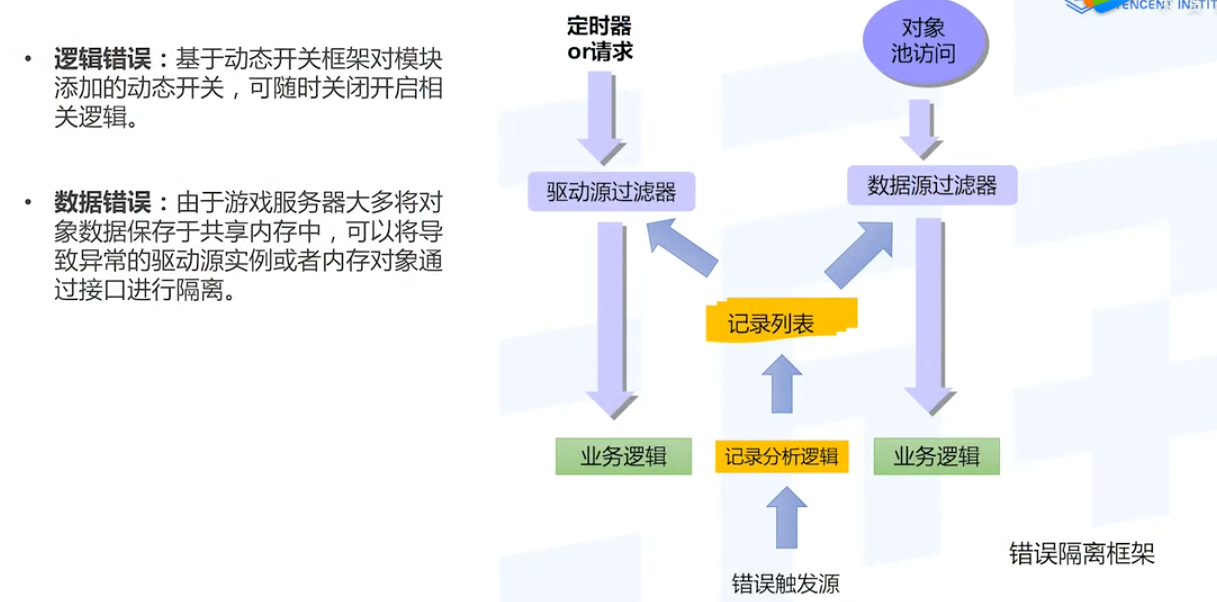 TENCENT INSTIT
• 逻辑错误：基于动态开关框架对模块
添加的动态开关，可随时关闭开启相
关逻辑。
• 数据错误：由于游戏服务器大多将对
象数据保存于共享内存中，可以将导
致异常的驱动源实例或者内存对象通
过接口进行隔离。
定时器
or请求
对象
池访问
驱动源过滤器
数据源过滤器
记录列表
业务逻辑
记录分析逻辑
业务逻辑
错误触发源
错误隔离框架